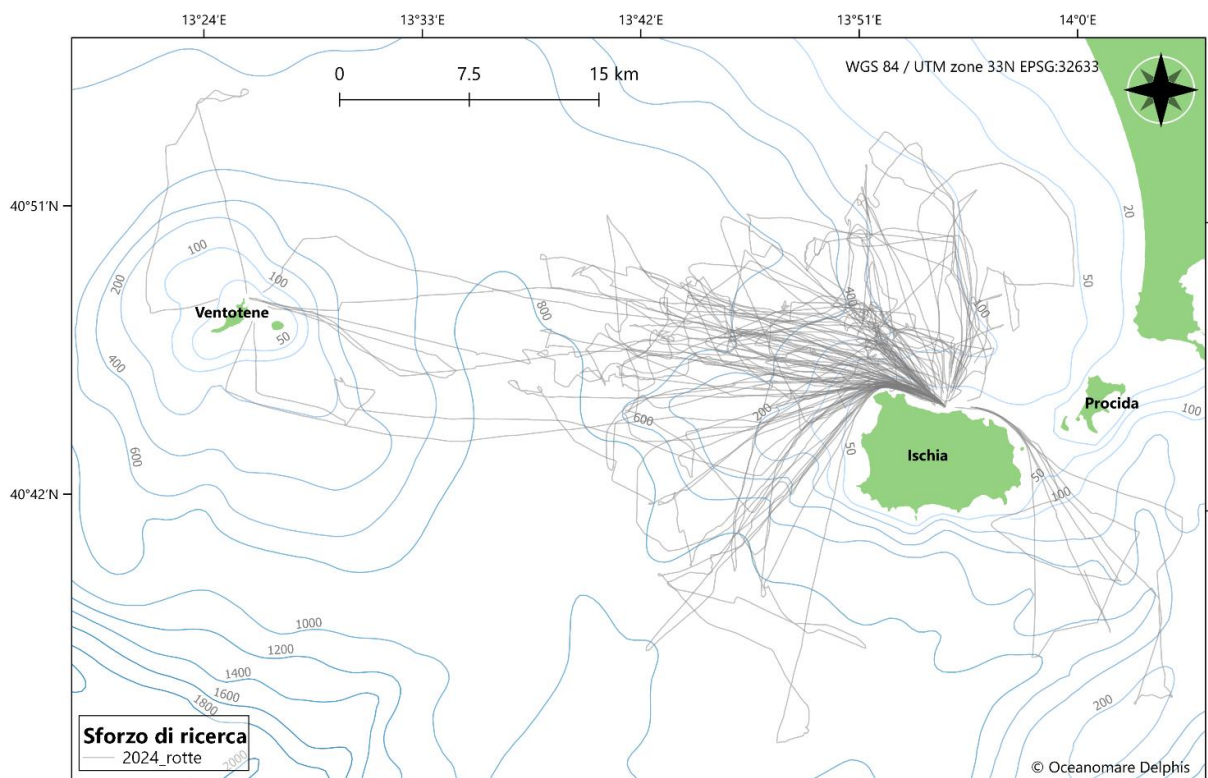 13°24'E
13°33'E
13°42'E
13°51'E
14°0'E
0 7.5 15 km
WGS 84 / UTM zone 33N EPSG:32633
40°51'N
40°42'N
100
200
100
Ventotene
50
400
600
800
600
200
400
100
20
50
50
Ischia
Procida
100
50
100
1000
1200
1400
1600
1800
2000
200
Sforzo di ricerca
2024_rotte
© Oceanomare Delphis